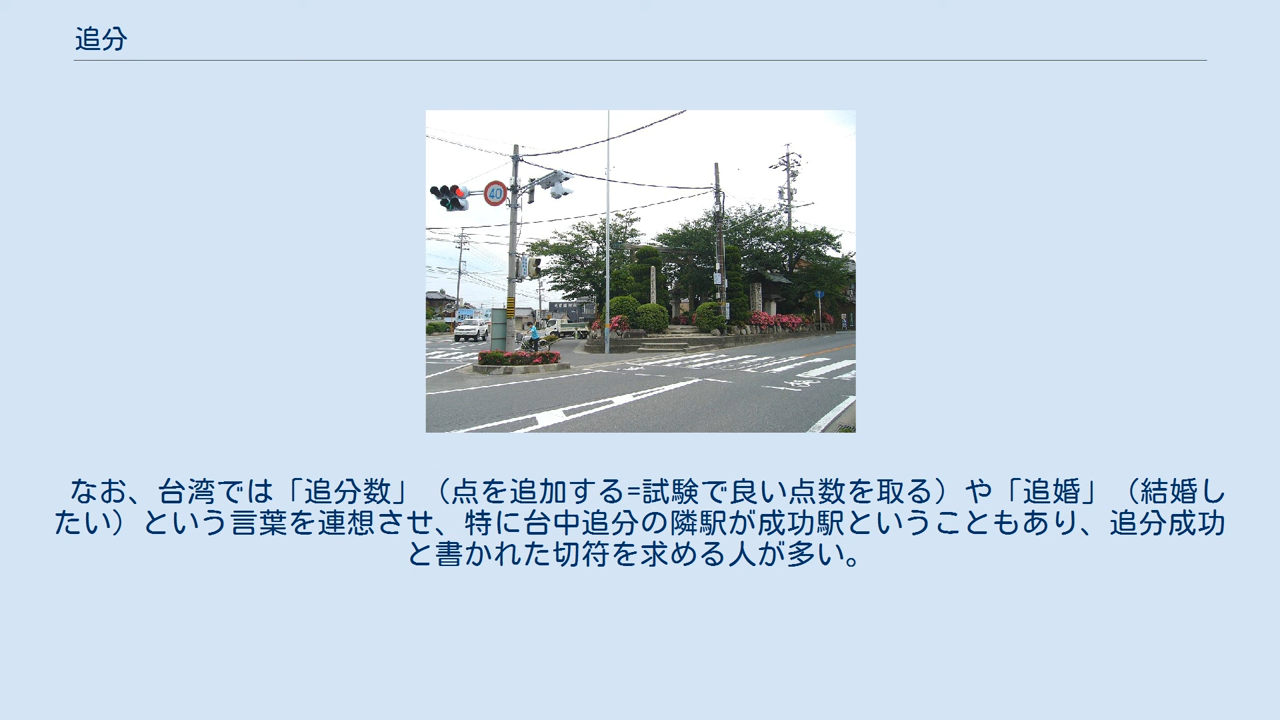 追分
40
なお、台湾では「追分数」（点を追加する=試験で良い点数を取る）や「追婚」（結婚し
たい）という言葉を連想させ、特に台中追分の隣駅が成功駅ということもあり、追分成功
と書かれた切符を求める人が多い。